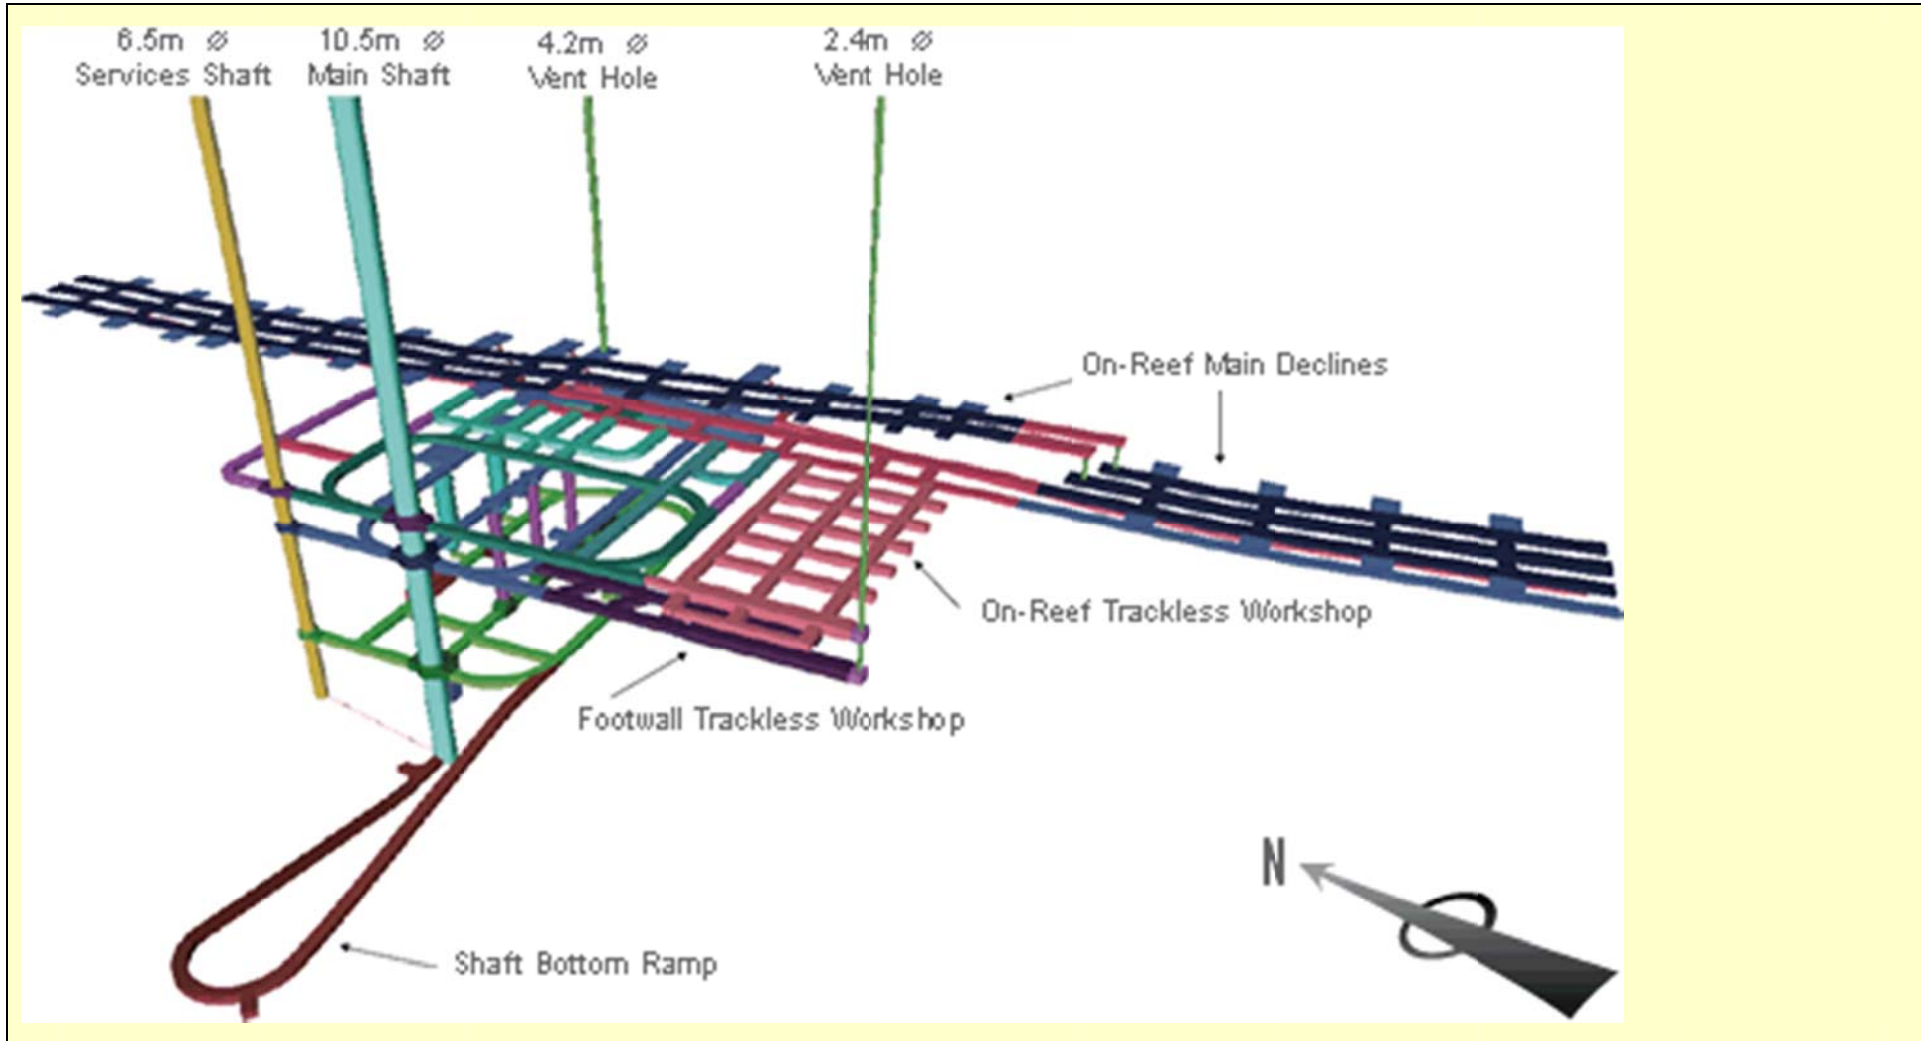 6.5m ⌀
Services Shaft
10.5m ⌀
Main Shaft
4.2m ⌀
Vent Hole
2.4m ⌀
Vent Hole
On-Reef Main Declines
On-Reef Trackless Workshop
Footwall Trackless Workshop
N
Shaft Bottom Ramp